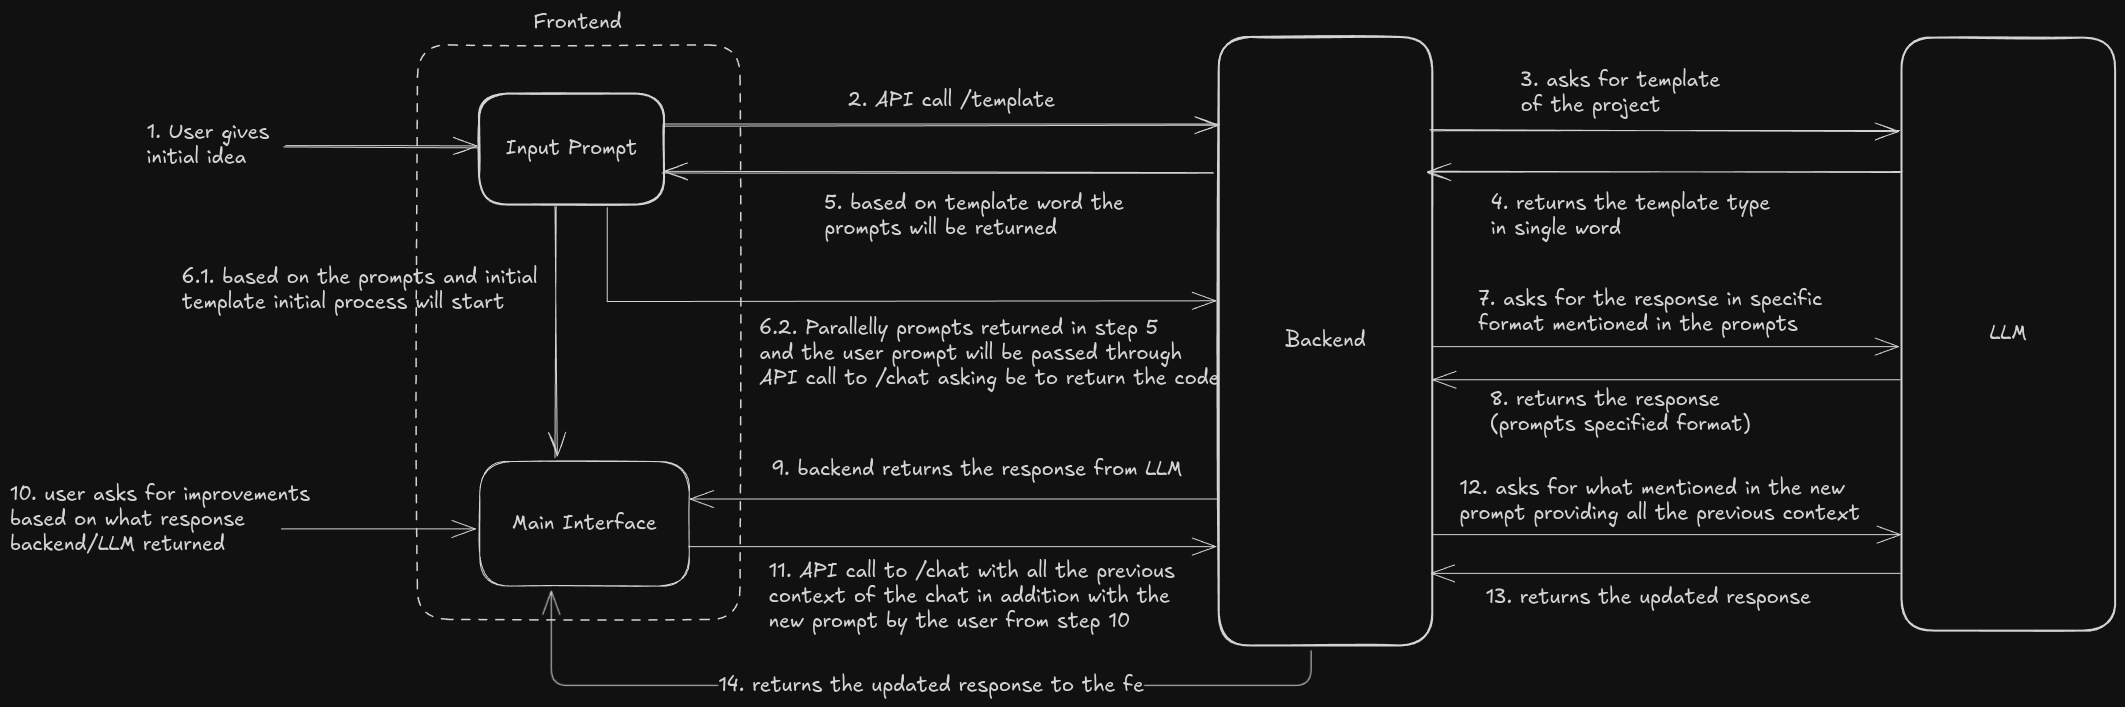 Frontend
1. User gives
initial idea
Input Prompt
2. API call /template
3. asks for template
of the project
4. returns the template type
in single word
5. based on template word the
prompts will be returned
6.1. based on the prompts and initial
template initial process will start
6.2. Parallelly prompts returned in step 5
and the user prompt will be passed through
API call to /chat asking be to return the code
Backend
LLM
7. asks for the response in specific
format mentioned in the prompts
8. returns the response
(prompts specified format)
9. backend returns the response from LLM
10. user asks for improvements
based on what response
backend/LLM returned
Main Interface
11. API call to /chat with all the previous
context of the chat in addition with the
new prompt by the user from step 10
12. asks for what mentioned in the new
prompt providing all the previous context
13. returns the updated response
14. returns the updated response to the fe